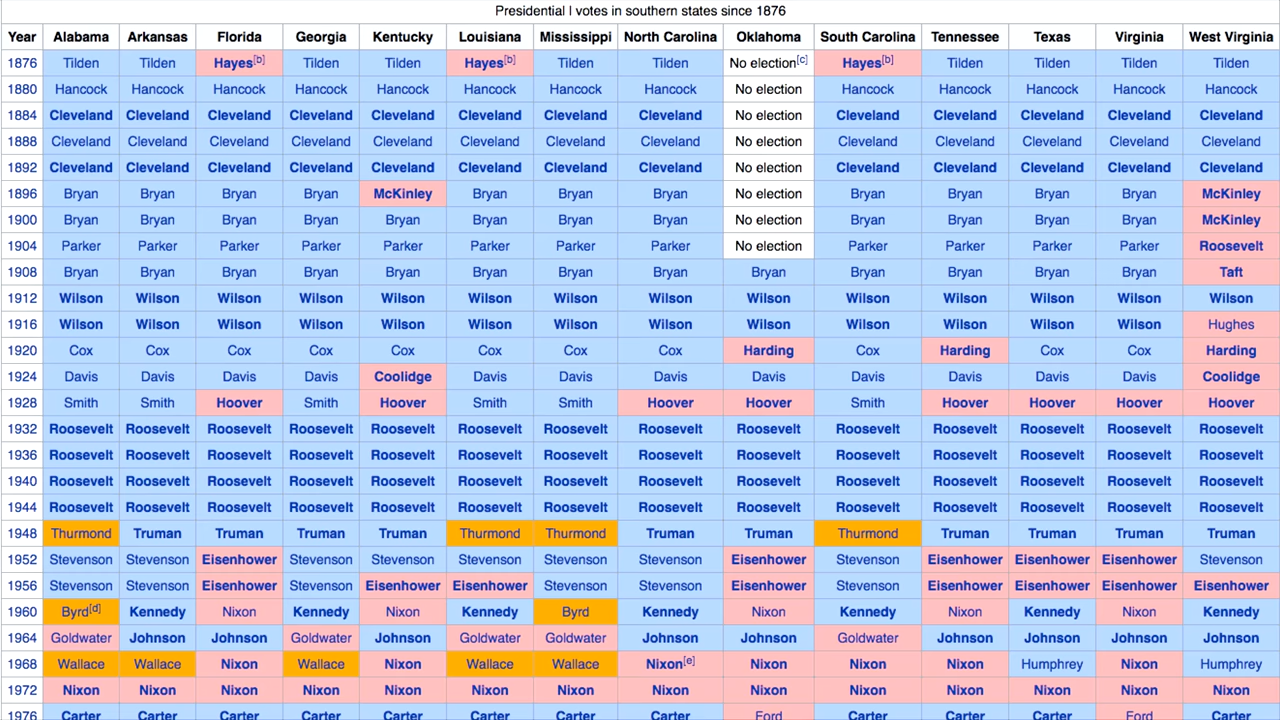 Presidential l votes in southern states since 1876
Year Alabama Arkansas Florida Georgia Kentucky Louisiana Mississippi North Carolina Oklahoma South Carolina Tennessee Texas Virginia West Virginia
1876 Tilden Tilden Hayes[b] Tilden Tilden Hayes[b] Tilden Tilden No election[c] Hayes[b] Tilden Tilden Tilden Tilden
1880 Hancock Hancock Hancock Hancock Hancock Hancock Hancock Hancock No election Hancock Hancock Hancock Hancock Hancock
1884 Cleveland Cleveland Cleveland Cleveland Cleveland Cleveland Cleveland Cleveland No election Cleveland Cleveland Cleveland Cleveland Cleveland
1888 Cleveland Cleveland Cleveland Cleveland Cleveland Cleveland Cleveland Cleveland No election Cleveland Cleveland Cleveland Cleveland Cleveland
1892 Cleveland Cleveland Cleveland Cleveland Cleveland Cleveland Cleveland Cleveland No election Cleveland Cleveland Cleveland Cleveland Cleveland
1896 Bryan Bryan Bryan Bryan McKinley Bryan Bryan Bryan No election Bryan Bryan Bryan Bryan McKinley
1900 Bryan Bryan Bryan Bryan Bryan Bryan Bryan Bryan No election Bryan Bryan Bryan Bryan McKinley
1904 Parker Parker Parker Parker Parker Parker Parker Parker No election Parker Parker Parker Parker Roosevelt
1908 Bryan Bryan Bryan Bryan Bryan Bryan Bryan Bryan Bryan Bryan Bryan Bryan Bryan Taft
1912 Wilson Wilson Wilson Wilson Wilson Wilson Wilson Wilson Wilson Wilson Wilson Wilson Wilson Wilson
1916 Wilson Wilson Wilson Wilson Wilson Wilson Wilson Wilson Wilson Wilson Wilson Wilson Wilson Hughes
1920 Cox Cox Cox Cox Cox Cox Cox Cox Harding Cox Harding Cox Cox Harding
1924 Davis Davis Davis Davis Coolidge Davis Davis Davis Davis Davis Davis Davis Davis Coolidge
1928 Smith Smith Hoover Smith Hoover Smith Smith Hoover Hoover Smith Hoover Hoover Hoover Hoover
1932 Roosevelt Roosevelt Roosevelt Roosevelt Roosevelt Roosevelt Roosevelt Roosevelt Roosevelt Roosevelt Roosevelt Roosevelt Roosevelt Roosevelt
1936 Roosevelt Roosevelt Roosevelt Roosevelt Roosevelt Roosevelt Roosevelt Roosevelt Roosevelt Roosevelt Roosevelt Roosevelt Roosevelt Roosevelt
1940 Roosevelt Roosevelt Roosevelt Roosevelt Roosevelt Roosevelt Roosevelt Roosevelt Roosevelt Roosevelt Roosevelt Roosevelt Roosevelt Roosevelt
1944 Roosevelt Roosevelt Roosevelt Roosevelt Roosevelt Roosevelt Roosevelt Roosevelt Roosevelt Roosevelt Roosevelt Roosevelt Roosevelt Roosevelt
1948 Thurmond Truman Truman Truman Truman Thurmond Thurmond Truman Truman Thurmond Truman Truman Truman Truman
1952 Stevenson Stevenson Eisenhower Stevenson Stevenson Stevenson Stevenson Stevenson Eisenhower Stevenson Eisenhower Eisenhower Eisenhower Stevenson
1956 Stevenson Stevenson Eisenhower Stevenson Eisenhower Eisenhower Stevenson Stevenson Eisenhower Stevenson Eisenhower Eisenhower Eisenhower Eisenhower
1960 Byrd[d] Kennedy Nixon Kennedy Nixon Kennedy Byrd Kennedy Nixon Kennedy Nixon Kennedy Nixon Kennedy
1964 Goldwater Johnson Johnson Goldwater Johnson Goldwater Goldwater Johnson Johnson Goldwater Johnson Johnson Johnson Johnson
1968 Wallace Wallace Nixon Wallace Nixon Wallace Wallace Nixon[e] Nixon Nixon Nixon Humphrey Nixon Humphrey
1972 Nixon Nixon Nixon Nixon Nixon Nixon Nixon Nixon Nixon Nixon Nixon Nixon Nixon Nixon
1976 Carter Carter Carter Carter Carter Carter Carter Carter Ford Carter Carter Carter Ford Carter